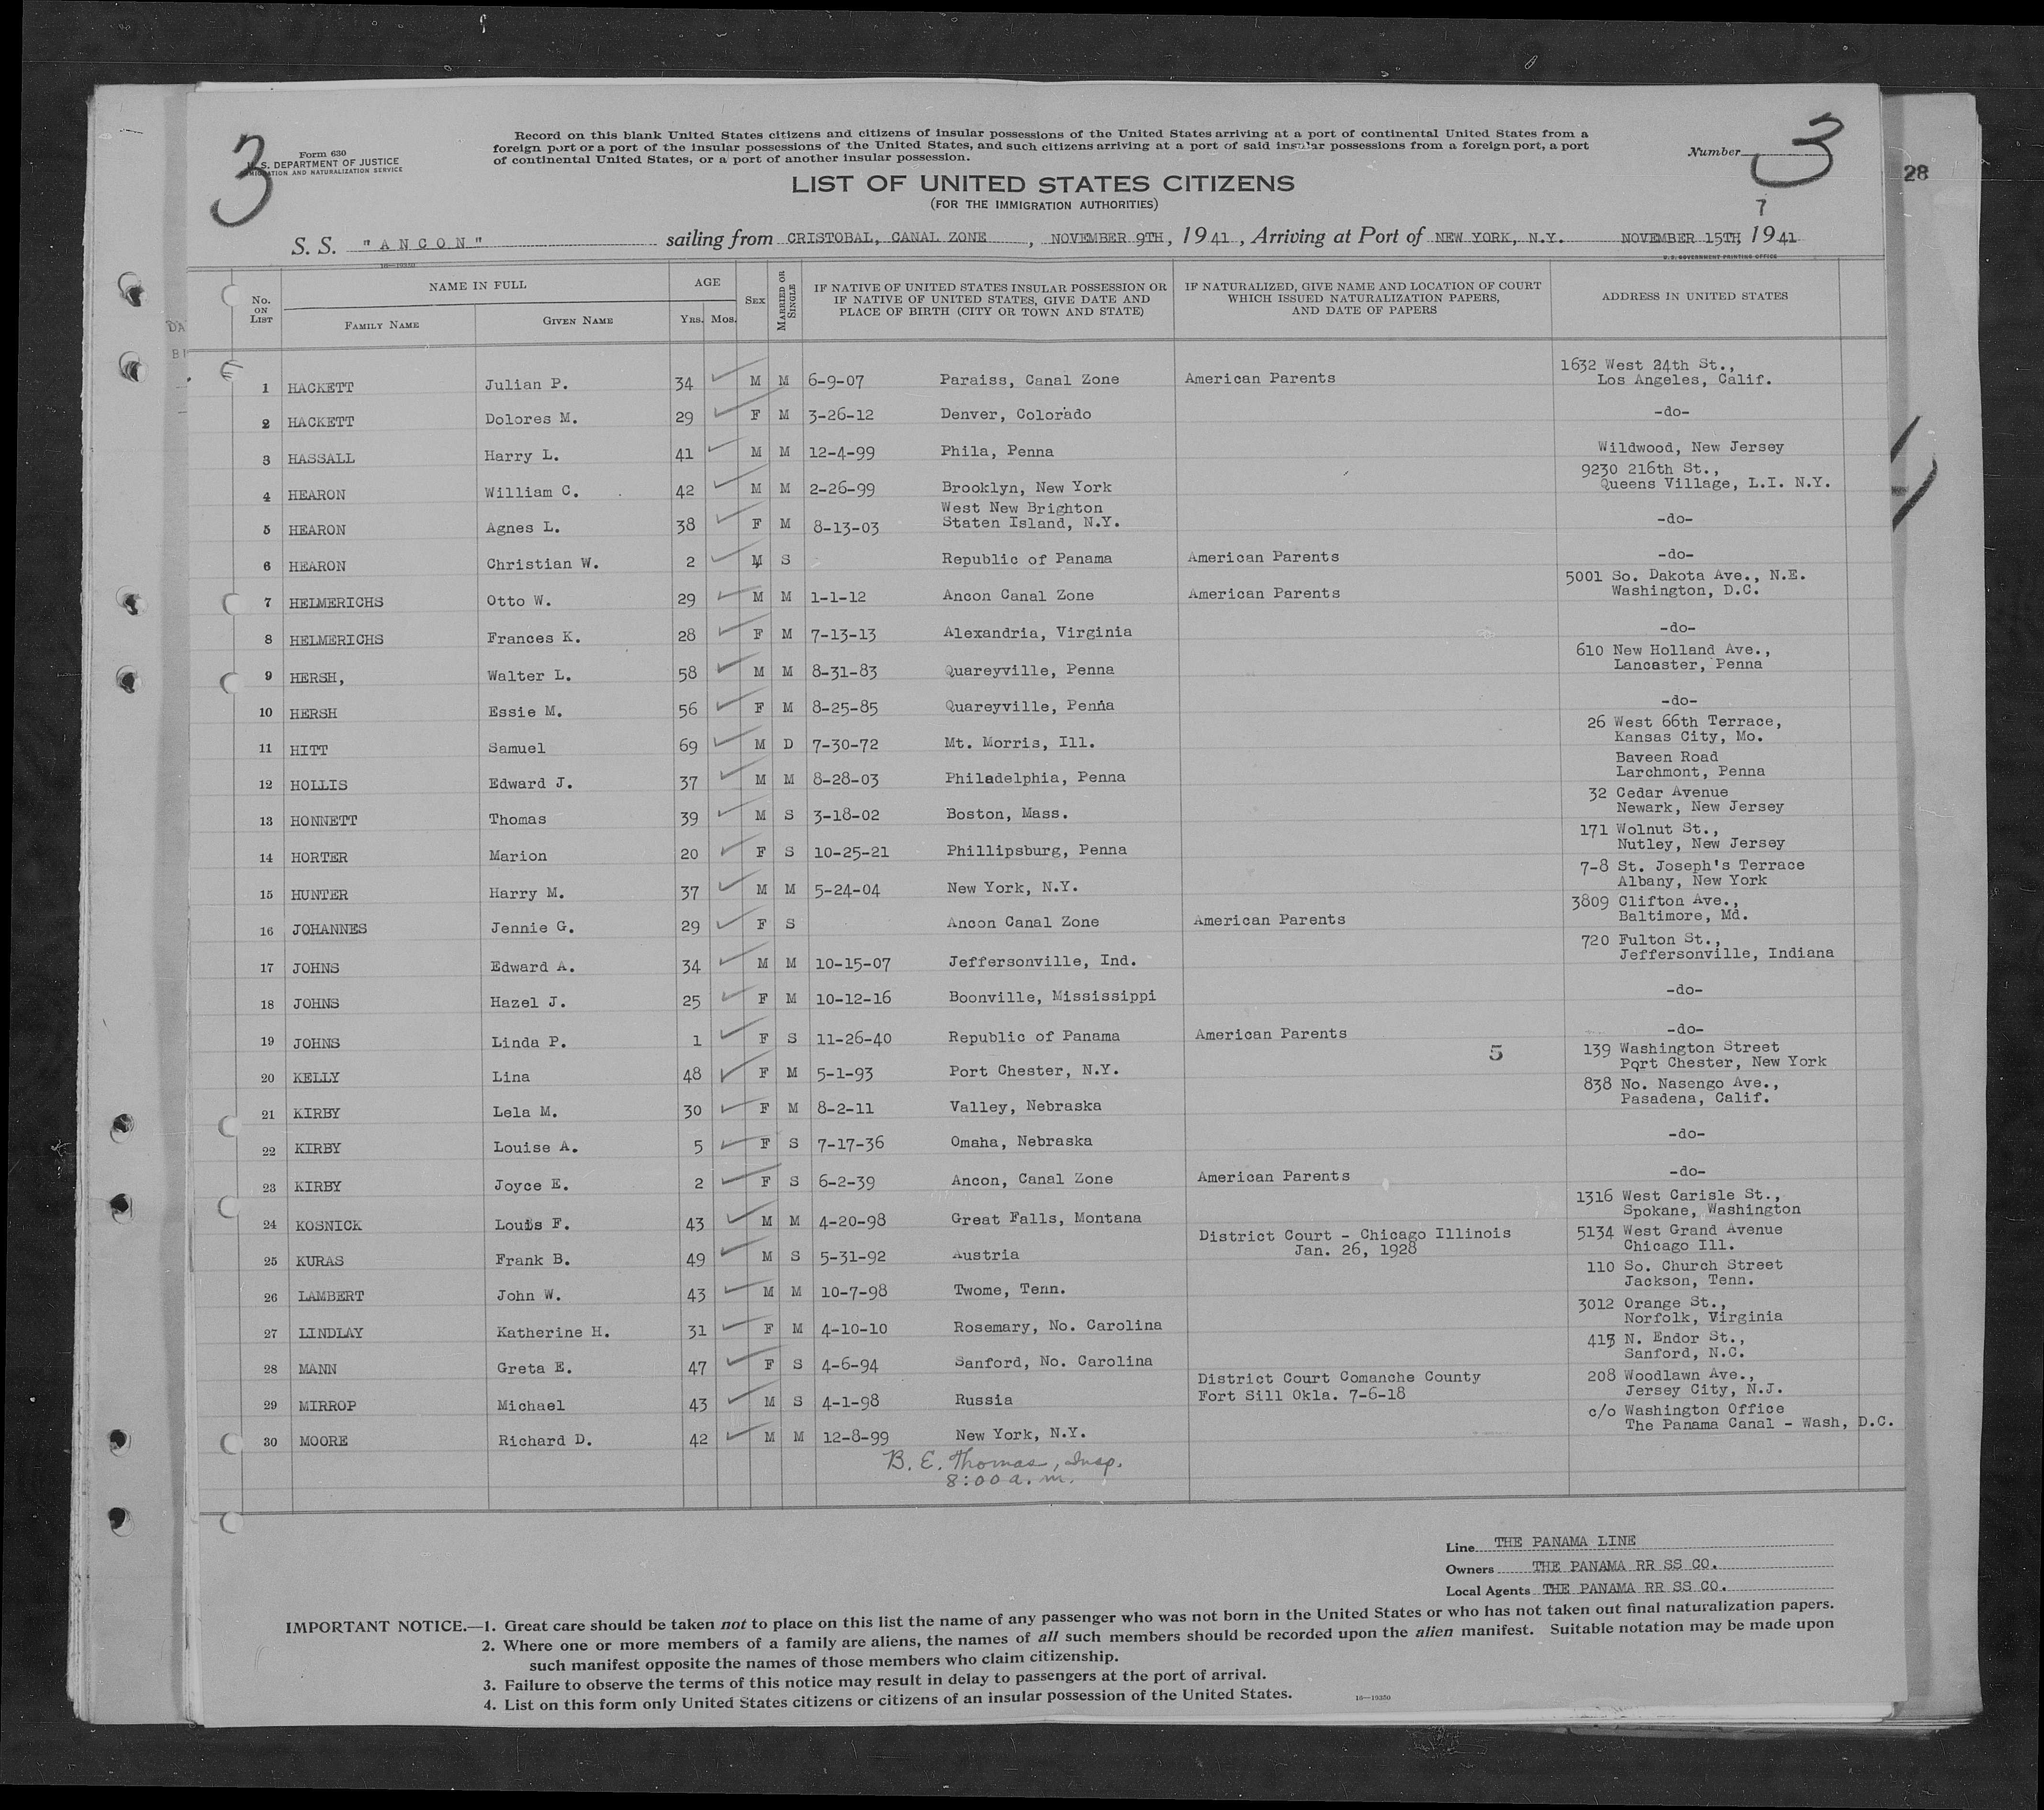 3
Form 630
U. S. DEPARTMENT OF JUSTICE
IMMIGRATION AND NATURALIZATION SERVICE
Record on this blank United States citizens and citizens of insular possessions of the United States arriving at a port of continental United States from a
foreign port or a port of the insular possessions of the United States, and such citizens arriving at a port of said insular possessions from a foreign port, a port
of continental United States, or a port of another insular possession.
Number 3
28
LIST OF UNITED STATES CITIZENS
(FOR THE IMMIGRATION AUTHORITIES)
7
S. S. "ANCON" sailing from CRISTOBAL, CANAL ZONE, NOVEMBER 9TH, 1941, Arriving at Port of NEW YORK, N.Y. NOVEMBER 15TH, 1941
16—19350
U. S. GOVERNMENT PRINTING OFFICE
No. ON LIST
NAME IN FULL
FAMILY NAME GIVEN NAME
AGE
YRS. MOS.
SEX
MARRIED OR SINGLE
IF NATIVE OF UNITED STATES INSULAR POSSESSION OR
IF NATIVE OF UNITED STATES, GIVE DATE AND
PLACE OF BIRTH (CITY OR TOWN AND STATE)
IF NATURALIZED, GIVE NAME AND LOCATION OF COURT
WHICH ISSUED NATURALIZATION PAPERS,
AND DATE OF PAPERS
ADDRESS IN UNITED STATES
1 HACKETT Julian P. 34 M M 6-9-07 Paraiss, Canal Zone American Parents 1632 West 24th St.,
Los Angeles, Calif.
2 HACKETT Dolores M. 29 F M 3-26-12 Denver, Colorado -do-
3 HASSALL Harry L. 41 M M 12-4-99 Phila, Penna Wildwood, New Jersey
4 HEARON William C. 42 M M 2-26-99 Brooklyn, New York 9230 216th St.,
Queens Village, L.I. N.Y.
5 HEARON Agnes L. 38 F M 8-13-03 West New Brighton
Staten Island, N.Y. -do-
6 HEARON Christian W. 2 M S Republic of Panama American Parents -do-
7 HELMERICHS Otto W. 29 M M 1-1-12 Ancon Canal Zone American Parents 5001 So. Dakota Ave., N.E.
Washington, D.C.
8 HELMERICHS Frances K. 28 F M 7-13-13 Alexandria, Virginia -do-
9 HERSH, Walter L. 58 M M 8-31-83 Quareyville, Penna 610 New Holland Ave.,
Lancaster, Penna
10 HERSH Essie M. 56 F M 8-25-85 Quareyville, Penna -do-
11 HITT Samuel 69 M D 7-30-72 Mt. Morris, Ill. 26 West 66th Terrace,
Kansas City, Mo.
12 HOLLIS Edward J. 37 M M 8-28-03 Philadelphia, Penna Baveen Road
Larchmont, Penna
13 HONNETT Thomas 39 M S 3-18-02 Boston, Mass. 32 Cedar Avenue
Newark, New Jersey
14 HORTER Marion 20 F S 10-25-21 Phillipsburg, Penna 171 Wolnut St.,
Nutley, New Jersey
15 HUNTER Harry M. 37 M M 5-24-04 New York, N.Y. 7-8 St. Joseph's Terrace
Albany, New York
16 JOHANNES Jennie G. 29 F S Ancon Canal Zone American Parents 3809 Clifton Ave.,
Baltimore, Md.
17 JOHNS Edward A. 34 M M 10-15-07 Jeffersonville, Ind. 720 Fulton St.,
Jeffersonville, Indiana
18 JOHNS Hazel J. 25 F M 10-12-16 Boonville, Mississippi -do-
19 JOHNS Linda P. 1 F S 11-26-40 Republic of Panama American Parents -do-
5
20 KELLY Lina 48 F M 5-1-93 Port Chester, N.Y. 139 Washington Street
Port Chester, New York
21 KIRBY Lela M. 30 F M 8-2-11 Valley, Nebraska 838 No. Nasengo Ave.,
Pasadena, Calif.
22 KIRBY Louise A. 5 F S 7-17-36 Omaha, Nebraska -do-
23 KIRBY Joyce E. 2 F S 6-2-39 Ancon, Canal Zone American Parents -do-
24 KOSNICK Louis F. 43 M M 4-20-98 Great Falls, Montana 1316 West Carisle St.,
Spokane, Washington
25 KURAS Frank B. 49 M S 5-31-92 Austria District Court - Chicago Illinois
Jan. 26, 1928 5134 West Grand Avenue
Chicago Ill.
26 LAMBERT John W. 43 M M 10-7-98 Twome, Tenn. 110 So. Church Street
Jackson, Tenn.
27 LINDLAY Katherine H. 31 F M 4-10-10 Rosemary, No. Carolina 3012 Orange St.,
Norfolk, Virginia
28 MANN Greta E. 47 F S 4-6-94 Sanford, No. Carolina N. Endor St.,
Sanford, N.C.
29 MIRROP Michael 43 M S 4-1-98 Russia District Court Comanche County
Fort Sill Okla. 7-6-18 208 Woodlawn Ave.,
Jersey City, N.J.
30 MOORE Richard D. 42 M M 12-8-99 New York, N.Y. c/o Washington Office
The Panama Canal - Wash, D.C.
B. E. Thomas, Insp.
8:00 a. m.
Line THE PANAMA LINE
Owners THE PANAMA RR SS CO.
Local Agents THE PANAMA RR SS CO.
IMPORTANT NOTICE.—1. Great care should be taken not to place on this list the name of any passenger who was not born in the United States or who has not taken out final naturalization papers.
2. Where one or more members of a family are aliens, the names of all such members should be recorded upon the alien manifest. Suitable notation may be made upon
such manifest opposite the names of those members who claim citizenship.
3. Failure to observe the terms of this notice may result in delay to passengers at the port of arrival.
4. List on this form only United States citizens or citizens of an insular possession of the United States.
16—19350